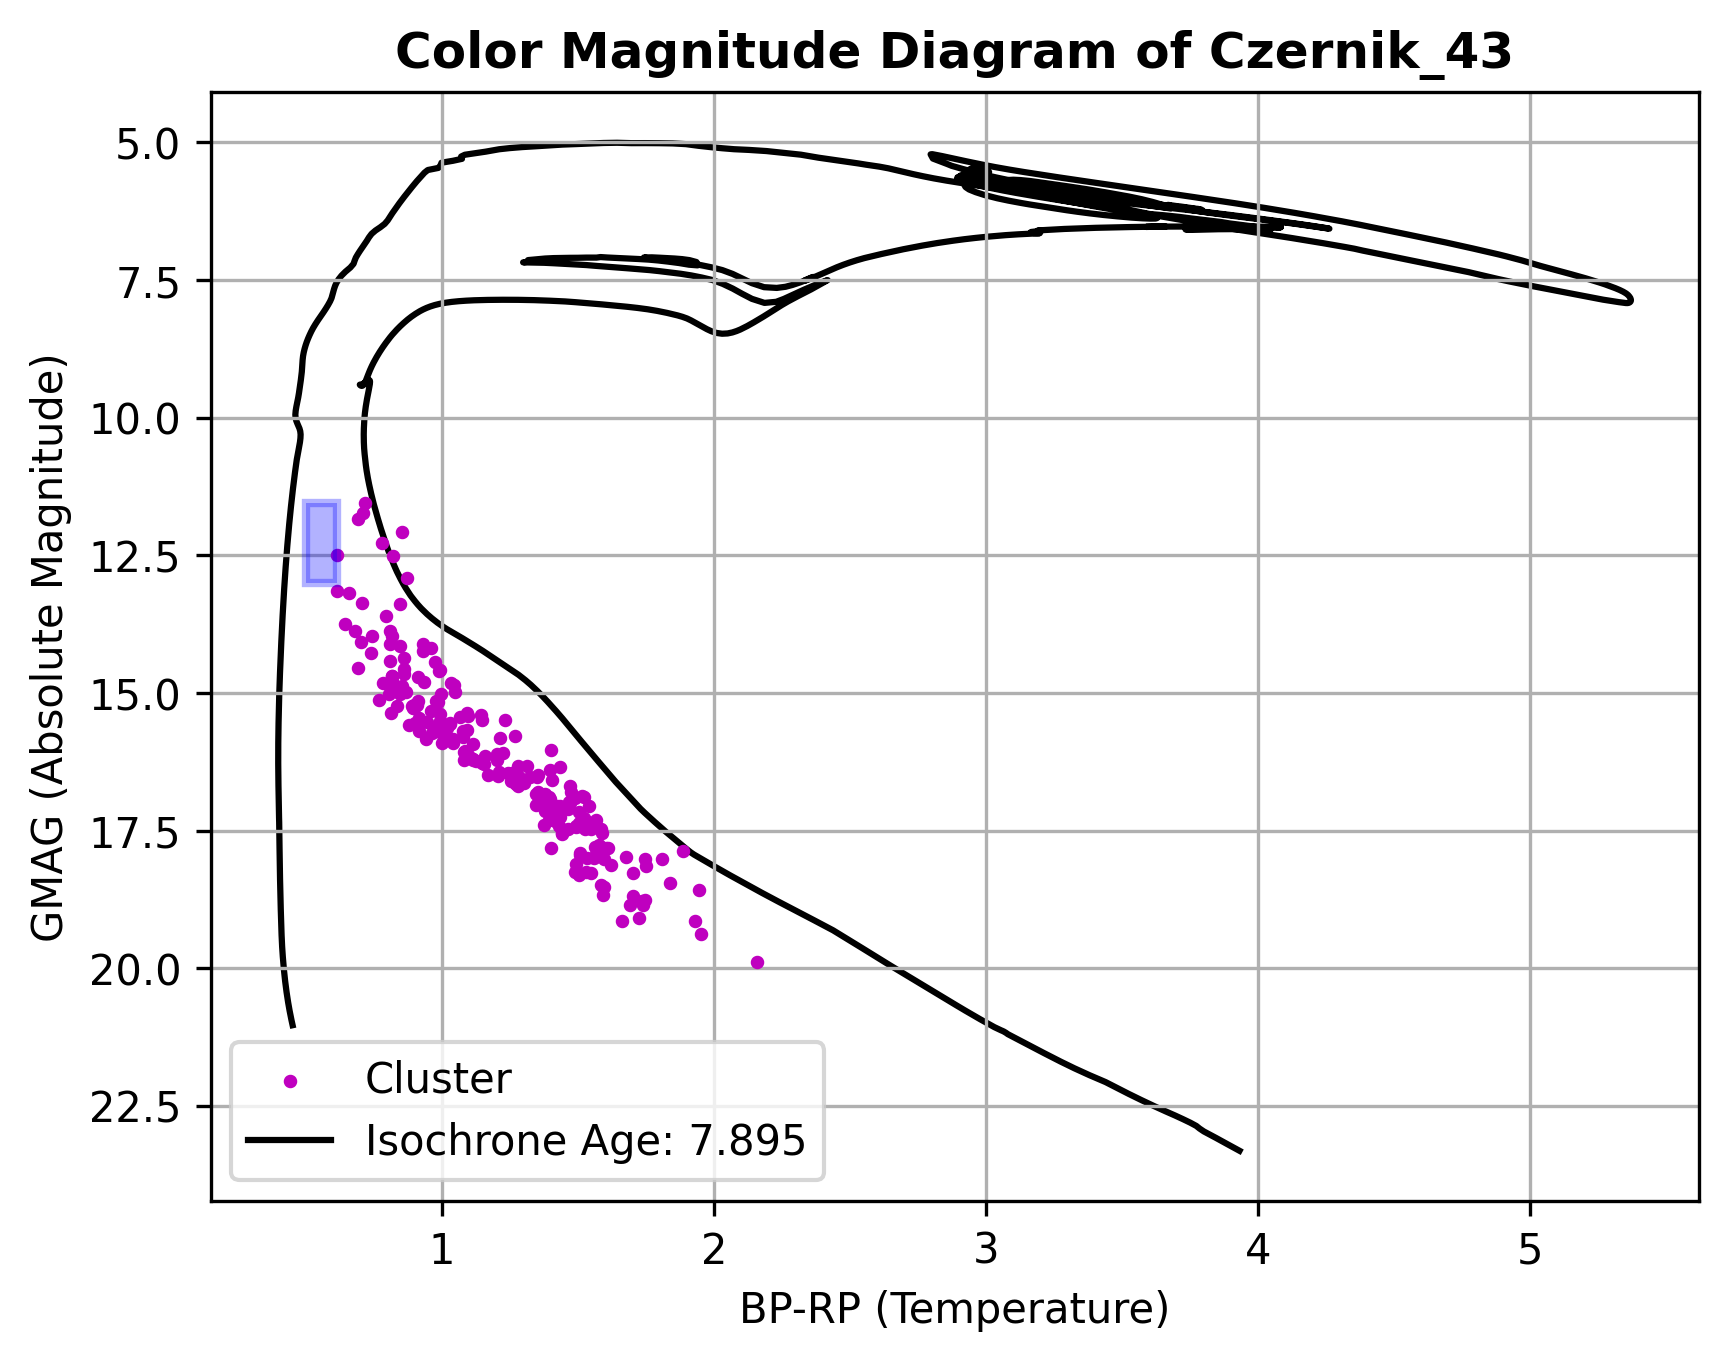 Color Magnitude Diagram of Czernik_43
GMAG (Absolute Magnitude)
5.0
7.5
10.0
12.5
15.0
17.5
20.0
22.5
Cluster
Isochrone Age: 7.895
1 2 3 4 5
BP-RP (Temperature)